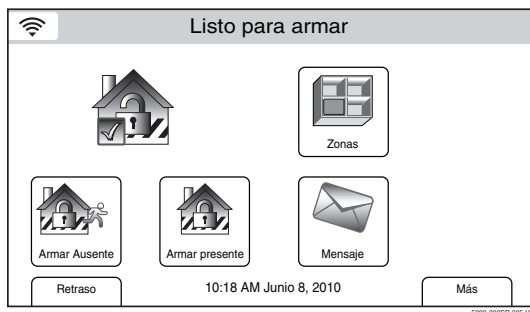 Listo para armar
Zonas
Armar Ausente
Armar presente
Mensaje
Retraso
10:18 AM Junio 8, 2010
Más